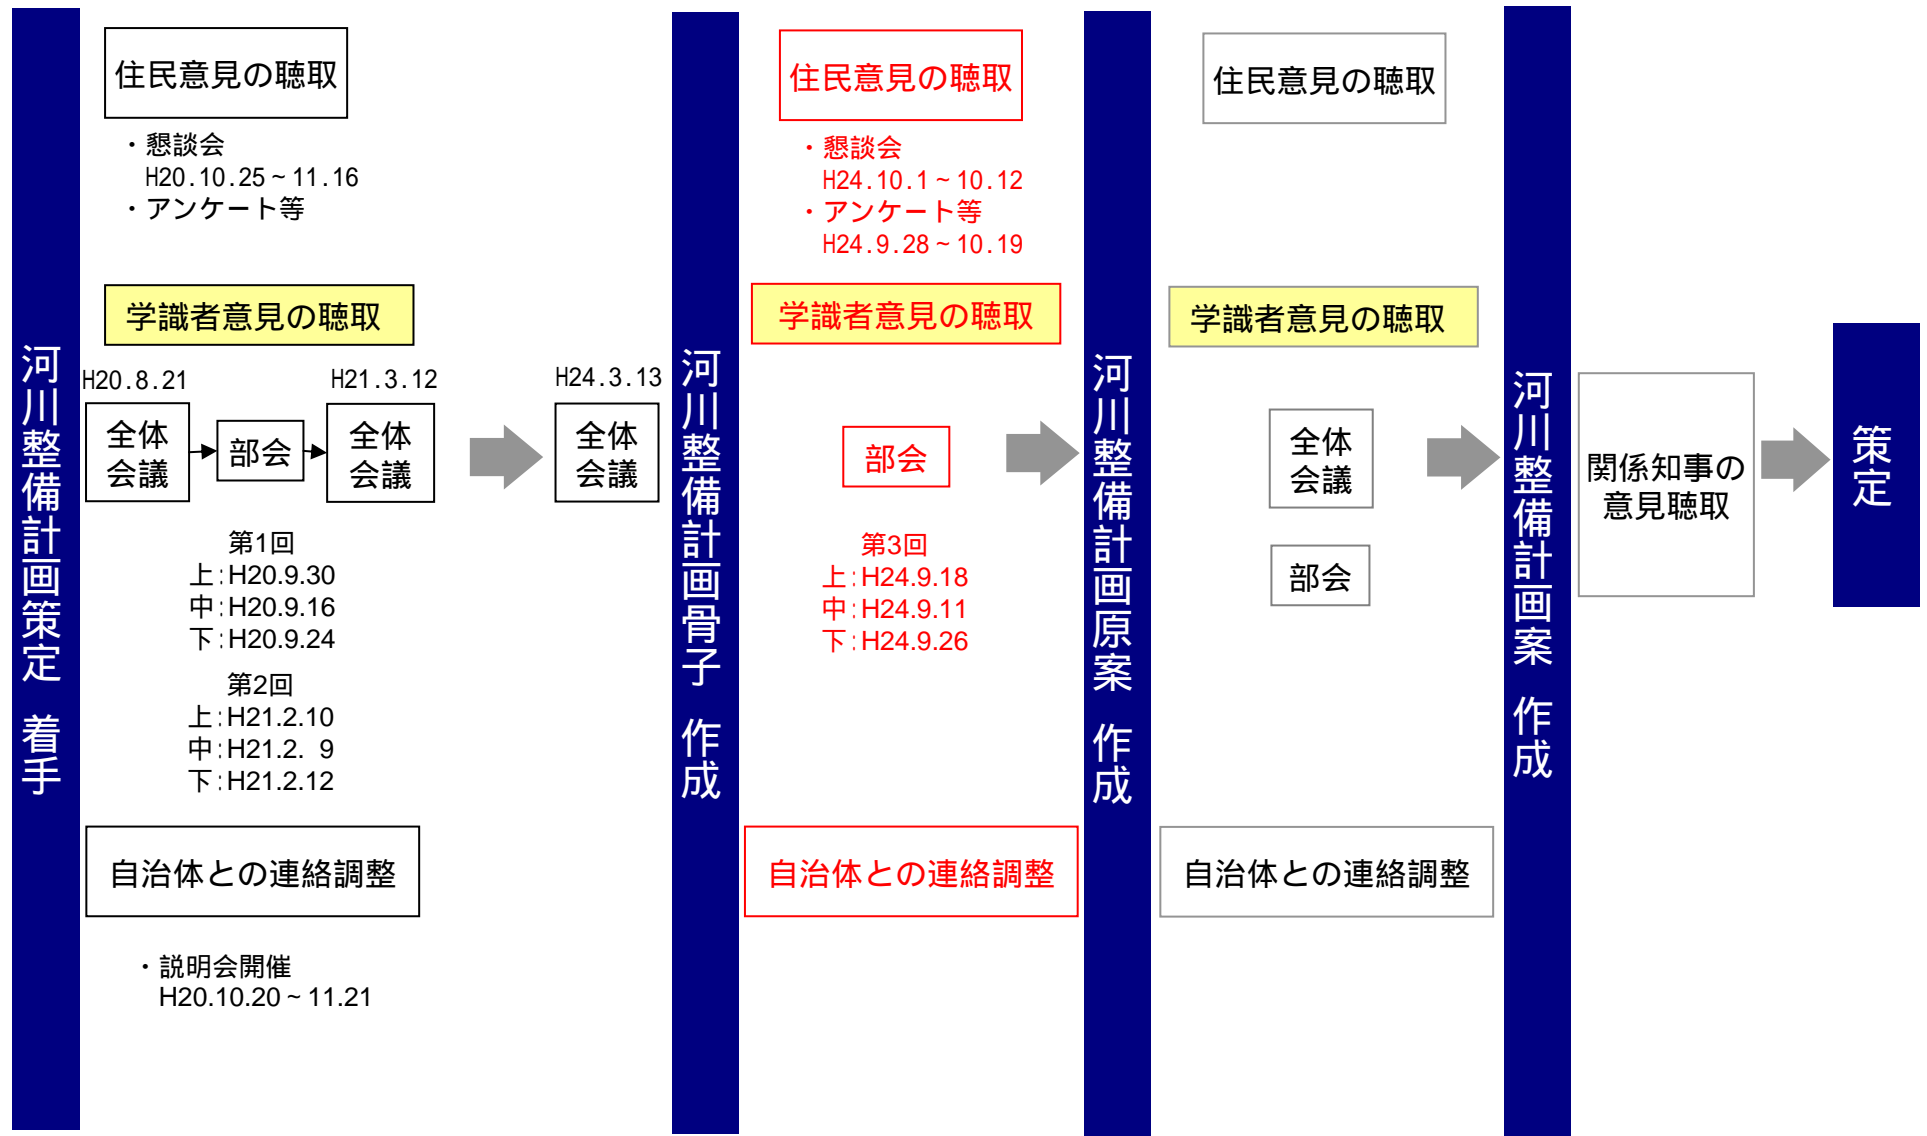 河川整備計画策定 着手
住民意見の聴取
・懇談会
H20.10.25~11.16
・アンケート等
学識者意見の聴取
H20.8.21
H21.3.12
H24.3.13
全体
会議
部会
全体
会議
全体
会議
第1回
上:H20.9.30
中:H20.9.16
下:H20.9.24
第2回
上:H21.2.10
中:H21.2. 9
下:H21.2.12
自治体との連絡調整
・説明会開催
H20.10.20~11.21
河川整備計画骨子 作成
住民意見の聴取
・懇談会
H24.10.1~10.12
・アンケート等
H24.9.28~10.19
学識者意見の聴取
部会
第3回
上:H24.9.18
中:H24.9.11
下:H24.9.26
自治体との連絡調整
河川整備計画原案 作成
住民意見の聴取
学識者意見の聴取
全体
会議
部会
自治体との連絡調整
河川整備計画案 作成
関係知事の
意見聴取
策定